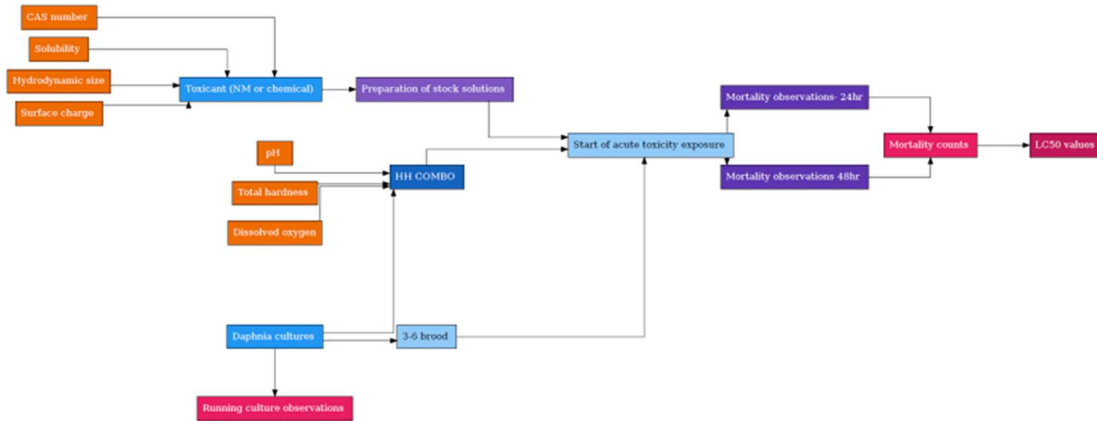 CAS number
Solubility
Hydrodynamic size
Surface charge
Toxicant (NM or chemical)
Preparation of stock solutions
pH
Total hardness
Dissolved oxygen
HH COMBO
Start of acute toxicity exposure
Mortality observations- 24hr
Mortality observations 48hr
Mortality counts
LC50 values
Daphnia cultures
3-6 brood
Running culture observations